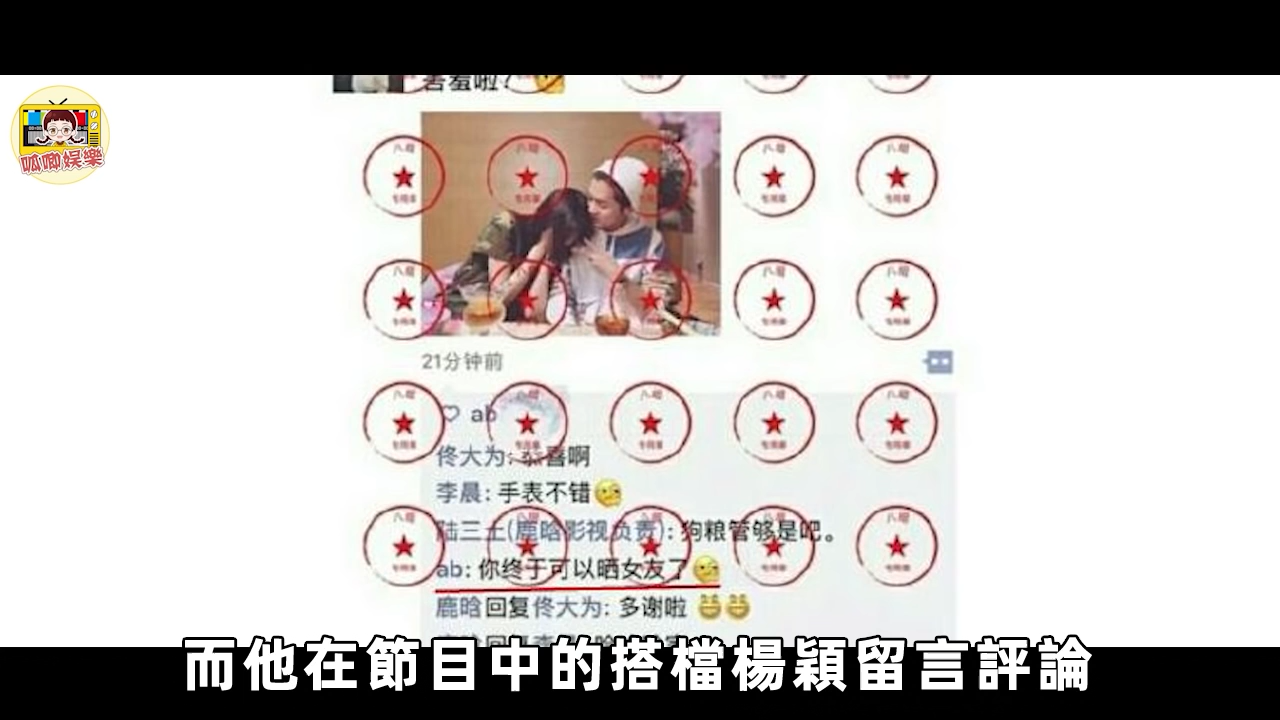 害羞啦?
呱唧娱樂
21分钟前
ab
佟大为: 恭喜啊
李晨: 手表不错
陆三土(鹿晗影视负责): 狗粮管够是吧。
ab: 你终于可以晒女友了
鹿晗回复佟大为: 多谢啦
而他在節目中的搭檔楊穎留言評論